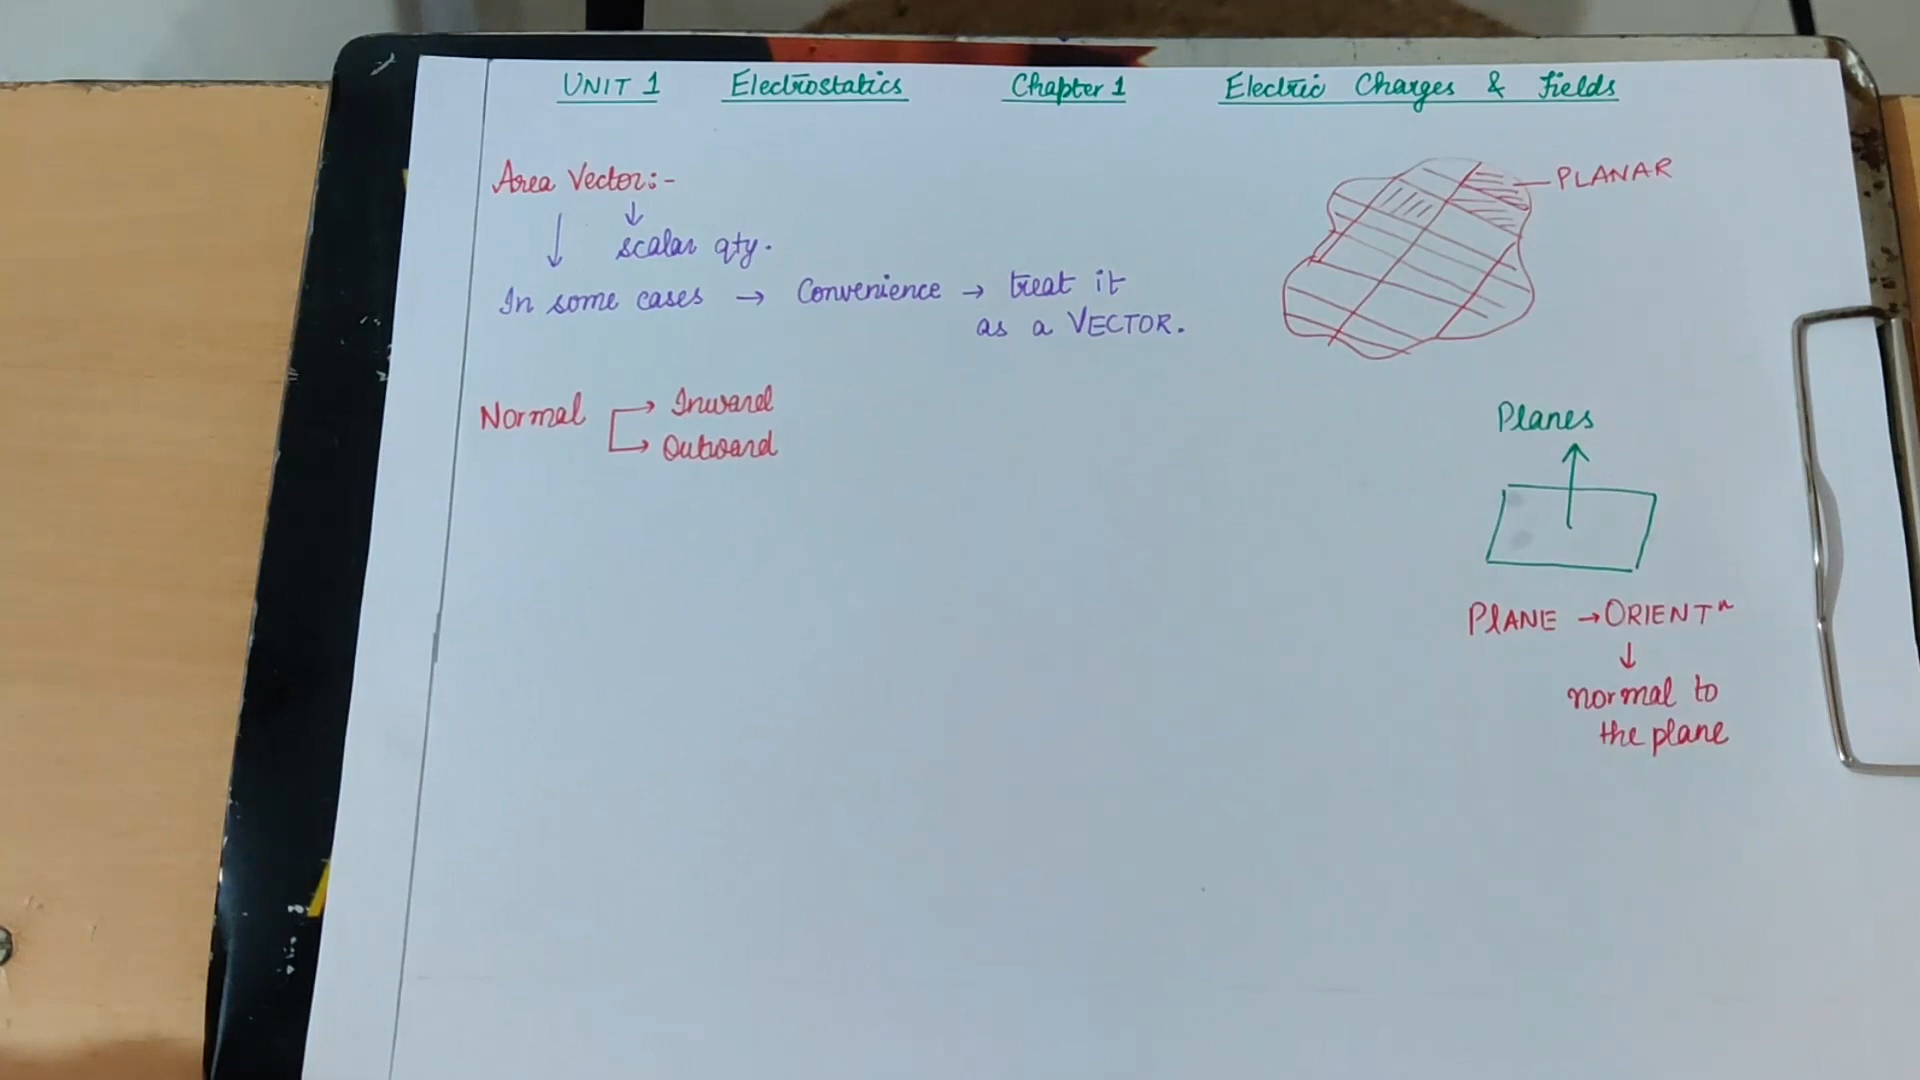 UNIT 1 Electrostatics Chapter 1 Electric Charges & Fields
Area Vector:-
↓ ↓
scalar qty.
In some cases → Convenience → treat it
as a VECTOR.
PLANAR
Normal → Inward
→ Outward
Planes
PLANE → ORIENTⁿ
↓
normal to
the plane